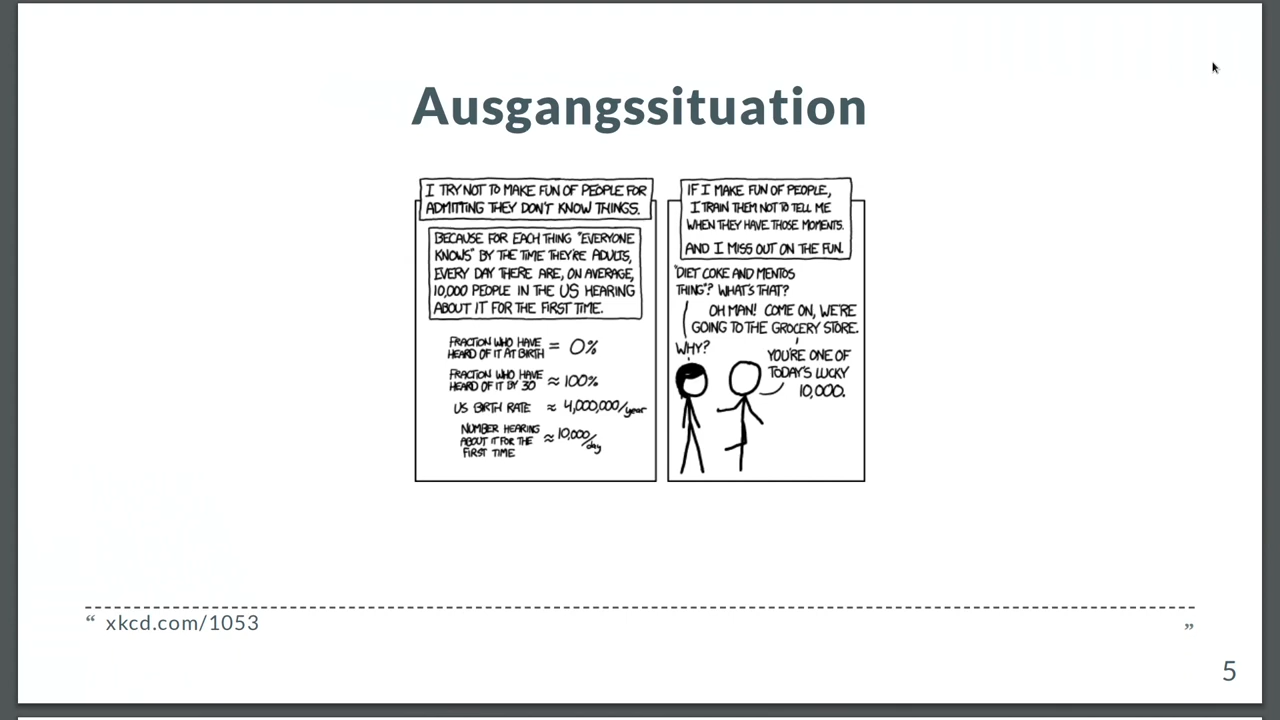 Ausgangssituation
I TRY NOT TO MAKE FUN OF PEOPLE FOR
ADMITTING THEY DON'T KNOW THINGS.
BECAUSE FOR EACH THING "EVERYONE
KNOWS" BY THE TIME THEY'RE ADULTS,
EVERY DAY THERE ARE, ON AVERAGE,
10,000 PEOPLE IN THE US HEARING
ABOUT IT FOR THE FIRST TIME.
FRACTION WHO HAVE
HEARD OF IT AT BIRTH = 0%
FRACTION WHO HAVE
HEARD OF IT BY 30 ≈ 100%
US BIRTH RATE ≈ 4,000,000/year
NUMBER HEARING
ABOUT IT FOR THE
FIRST TIME ≈ 10,000/day
IF I MAKE FUN OF PEOPLE,
I TRAIN THEM NOT TO TELL ME
WHEN THEY HAVE THOSE MOMENTS.
AND I MISS OUT ON THE FUN.
"DIET COKE AND MENTOS
THING"? WHAT'S THAT?
OH MAN! COME ON, WE'RE
GOING TO THE GROCERY STORE.
WHY?
YOU'RE ONE OF
TODAY'S LUCKY
10,000.
“ xkcd.com/1053 ”
5